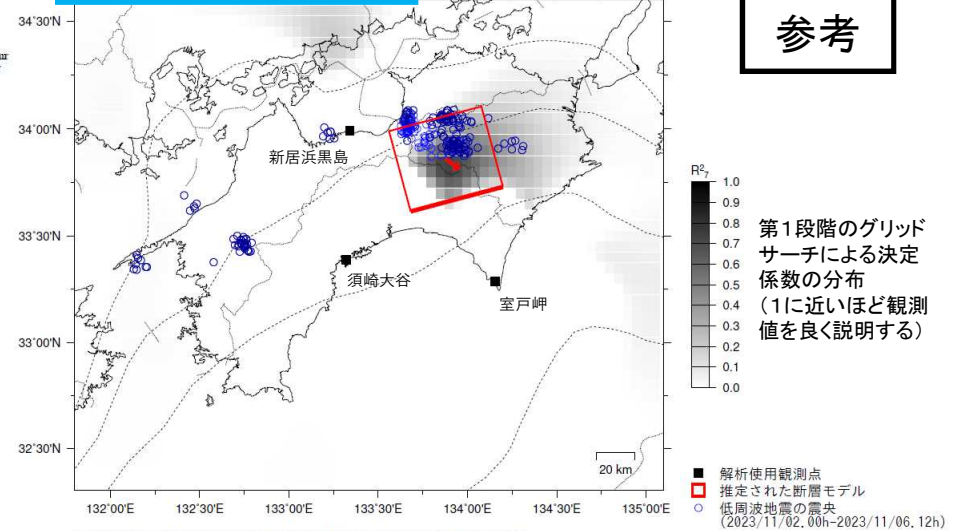 参考
34˚30'N
34˚00'N
33˚30'N
33˚00'N
32˚30'N
新居浜黒島
須崎大谷
室戸岬
20 km
132˚00'E
132˚30'E
133˚00'E
133˚30'E
134˚00'E
134˚30'E
135˚00'E
R²₇
1.0
0.9
0.8
0.7
0.6
0.5
0.4
0.3
0.2
0.1
0.0
第1段階のグリッド
サーチによる決定
係数の分布
(1に近いほど観測
値を良く説明する)
解析使用観測点
推定された断層モデル
低周波地震の震央
(2023/11/02.00h-2023/11/06.12h)